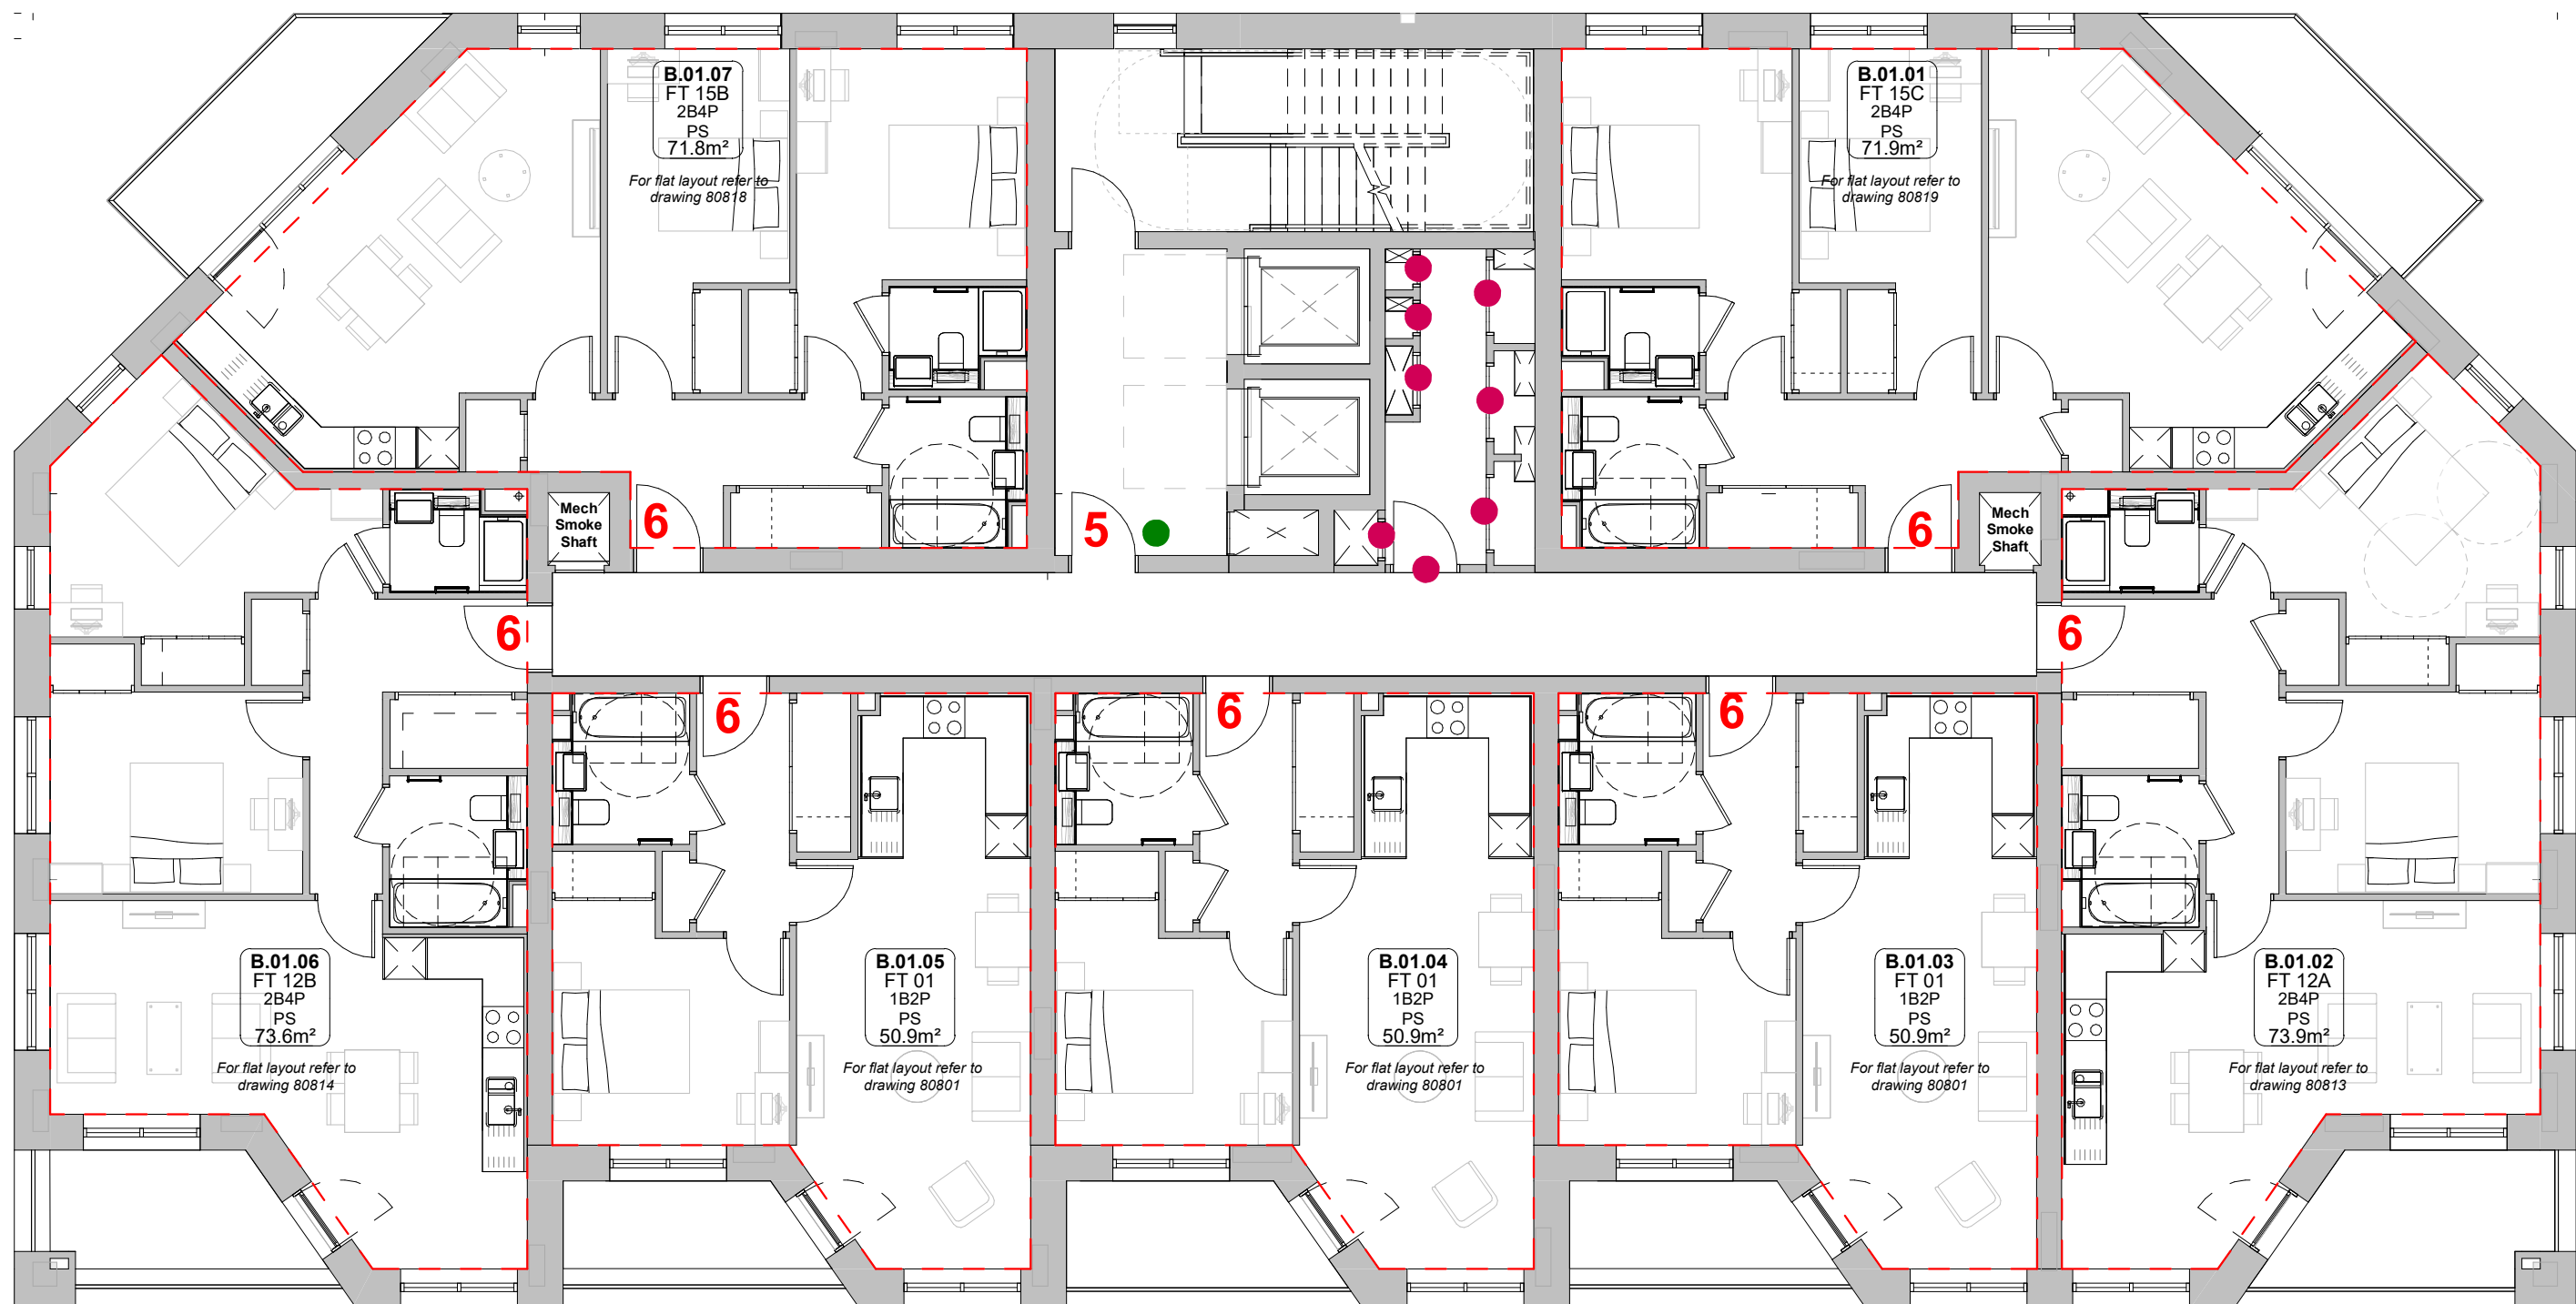 B.01.07
FT 15B
2B4P
PS
71.8m²
For flat layout refer to
drawing 80818
B.01.01
FT 15C
2B4P
PS
71.9m²
For flat layout refer to
drawing 80819
Mech
Smoke
Shaft
6
5
6
Mech
Smoke
Shaft
6
6
6
6
6
B.01.06
FT 12B
2B4P
PS
73.6m²
For flat layout refer to
drawing 80814
B.01.05
FT 01
1B2P
PS
50.9m²
For flat layout refer to
drawing 80801
B.01.04
FT 01
1B2P
PS
50.9m²
For flat layout refer to
drawing 80801
B.01.03
FT 01
1B2P
PS
50.9m²
For flat layout refer to
drawing 80801
B.01.02
FT 12A
2B4P
PS
73.9m²
For flat layout refer to
drawing 80813